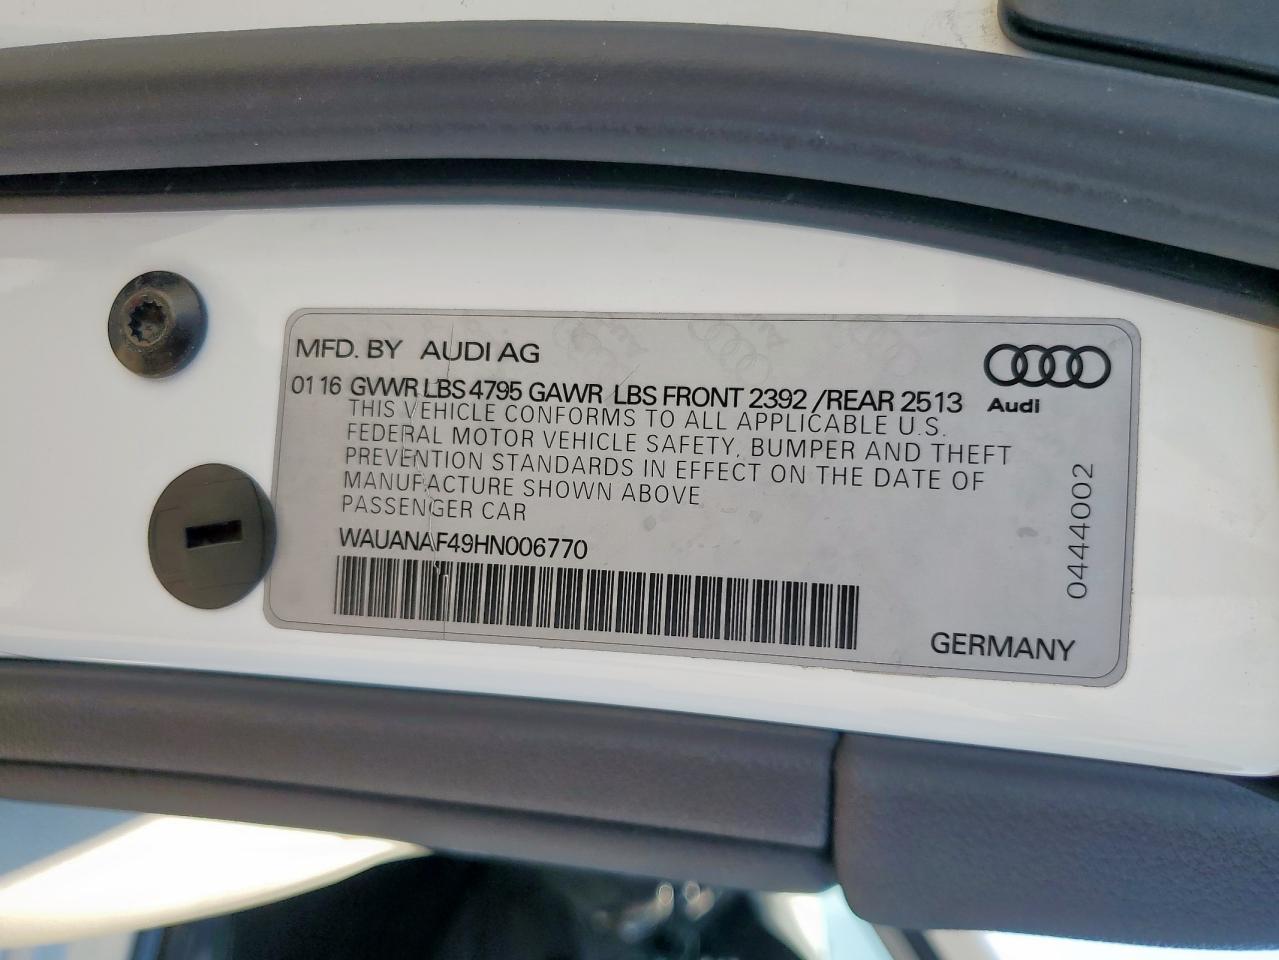 MFD. BY AUDI AG
01 16 GVWR LBS 4795 GAWR LBS FRONT 2392 /REAR 2513
Audi
THIS VEHICLE CONFORMS TO ALL APPLICABLE U.S.
FEDERAL MOTOR VEHICLE SAFETY, BUMPER AND THEFT
PREVENTION STANDARDS IN EFFECT ON THE DATE OF
MANUFACTURE SHOWN ABOVE
PASSENGER CAR
WAUANAF49HN006770
0444002
GERMANY